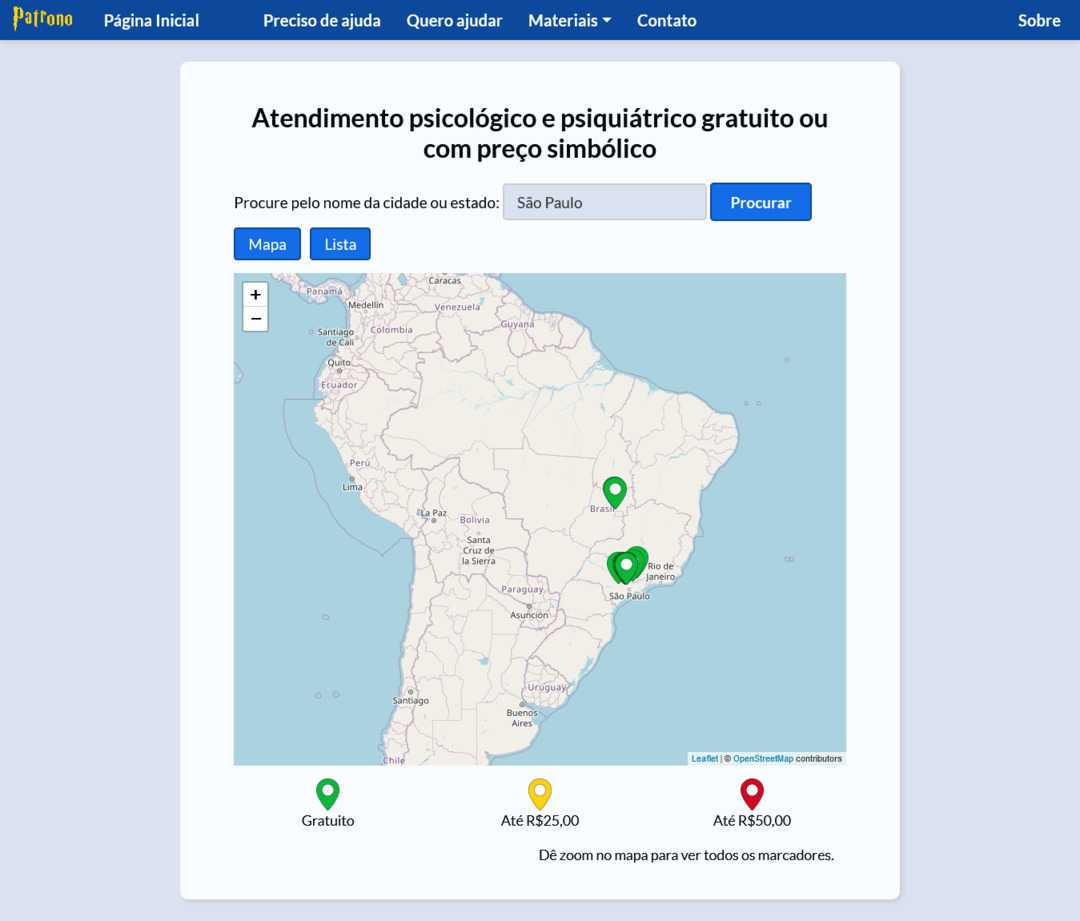 Patrono Página Inicial Preciso de ajuda Quero ajudar Materiais Contato Sobre
Atendimento psicológico e psiquiátrico gratuito ou
com preço simbólico
Procure pelo nome da cidade ou estado: São Paulo Procurar
Mapa Lista
+
−
Caracas
Panamá
Medellín
Venezuela
Guyana
Santiago
de Cali
Colombia
Quito
Ecuador
Perú
Lima
Brasil
La Paz
Bolivia
Santa
Cruz de
la Sierra
Rio de
Janeiro
Paraguay
São Paulo
Asunción
Uruguay
Santiago
Buenos
Aires
Chile
Leaflet | © OpenStreetMap contributors
Gratuito Até R$25,00 Até R$50,00
Dê zoom no mapa para ver todos os marcadores.